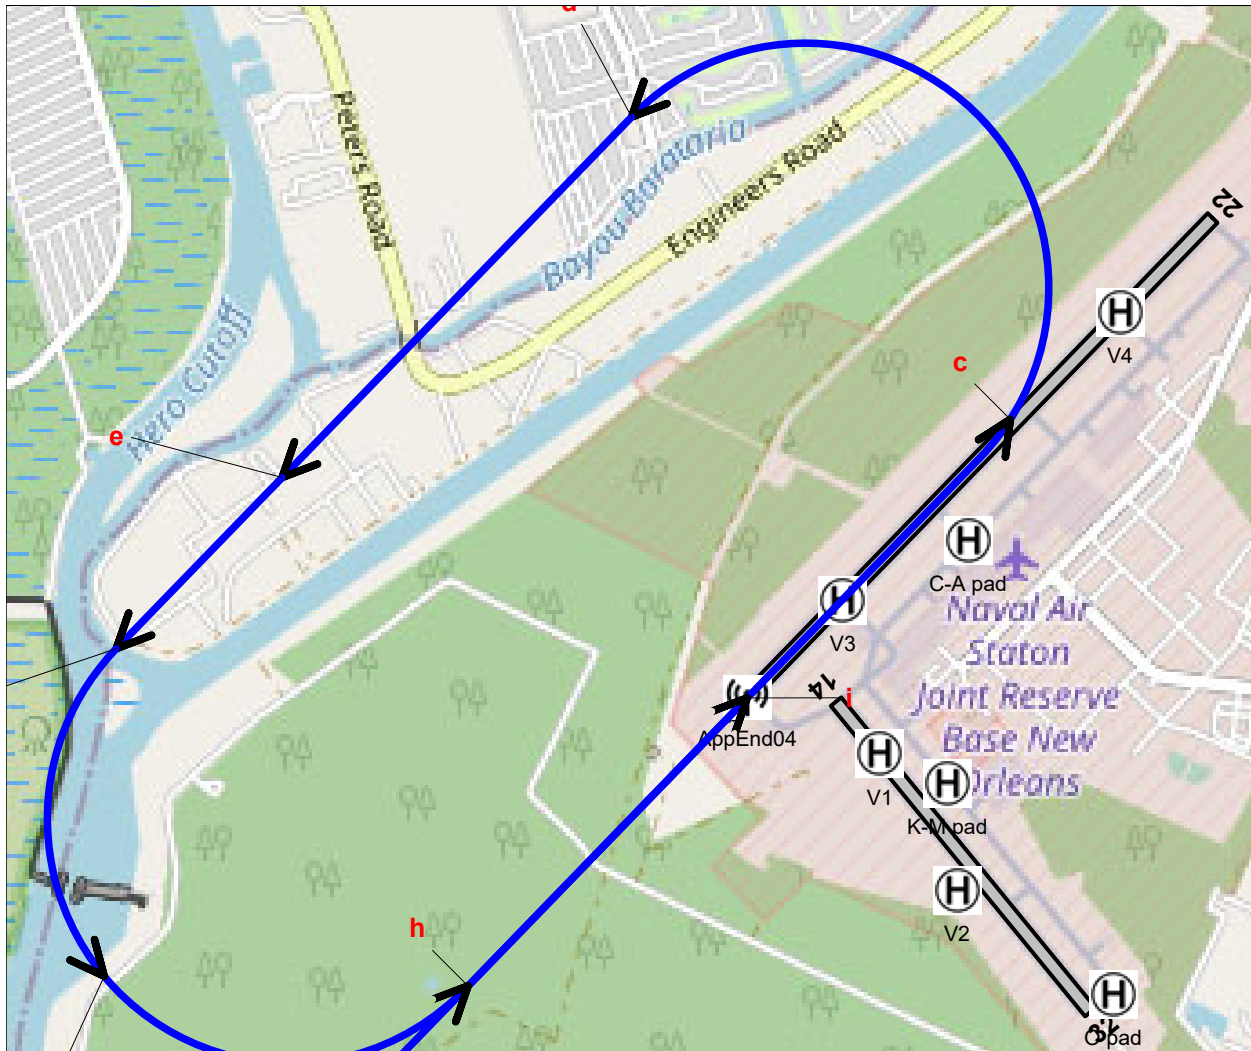 d
Peters Road
Bayou Barataria
Engineers Road
22
H
V4
Hero Cutoff
c
e
H
C-A pad
H
V3
Naval Air
Staton
Joint Reserve
Base New
Orleans
14
i
AppEnd04
H
V1
H
K-M pad
H
V2
h
H
O pad